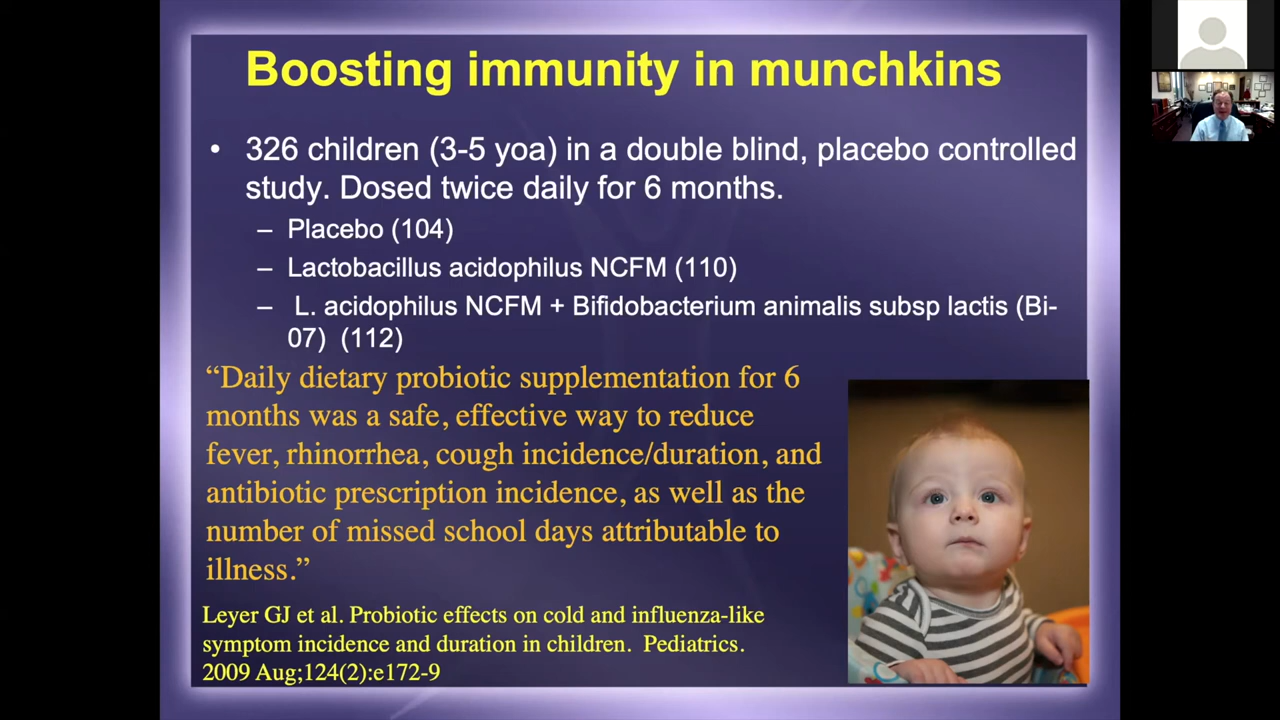 Boosting immunity in munchkins
• 326 children (3-5 yoa) in a double blind, placebo controlled
study. Dosed twice daily for 6 months.
– Placebo (104)
– Lactobacillus acidophilus NCFM (110)
– L. acidophilus NCFM + Bifidobacterium animalis subsp lactis (Bi-
07) (112)
“Daily dietary probiotic supplementation for 6
months was a safe, effective way to reduce
fever, rhinorrhea, cough incidence/duration, and
antibiotic prescription incidence, as well as the
number of missed school days attributable to
illness.”
Leyer GJ et al. Probiotic effects on cold and influenza-like
symptom incidence and duration in children. Pediatrics.
2009 Aug;124(2):e172-9